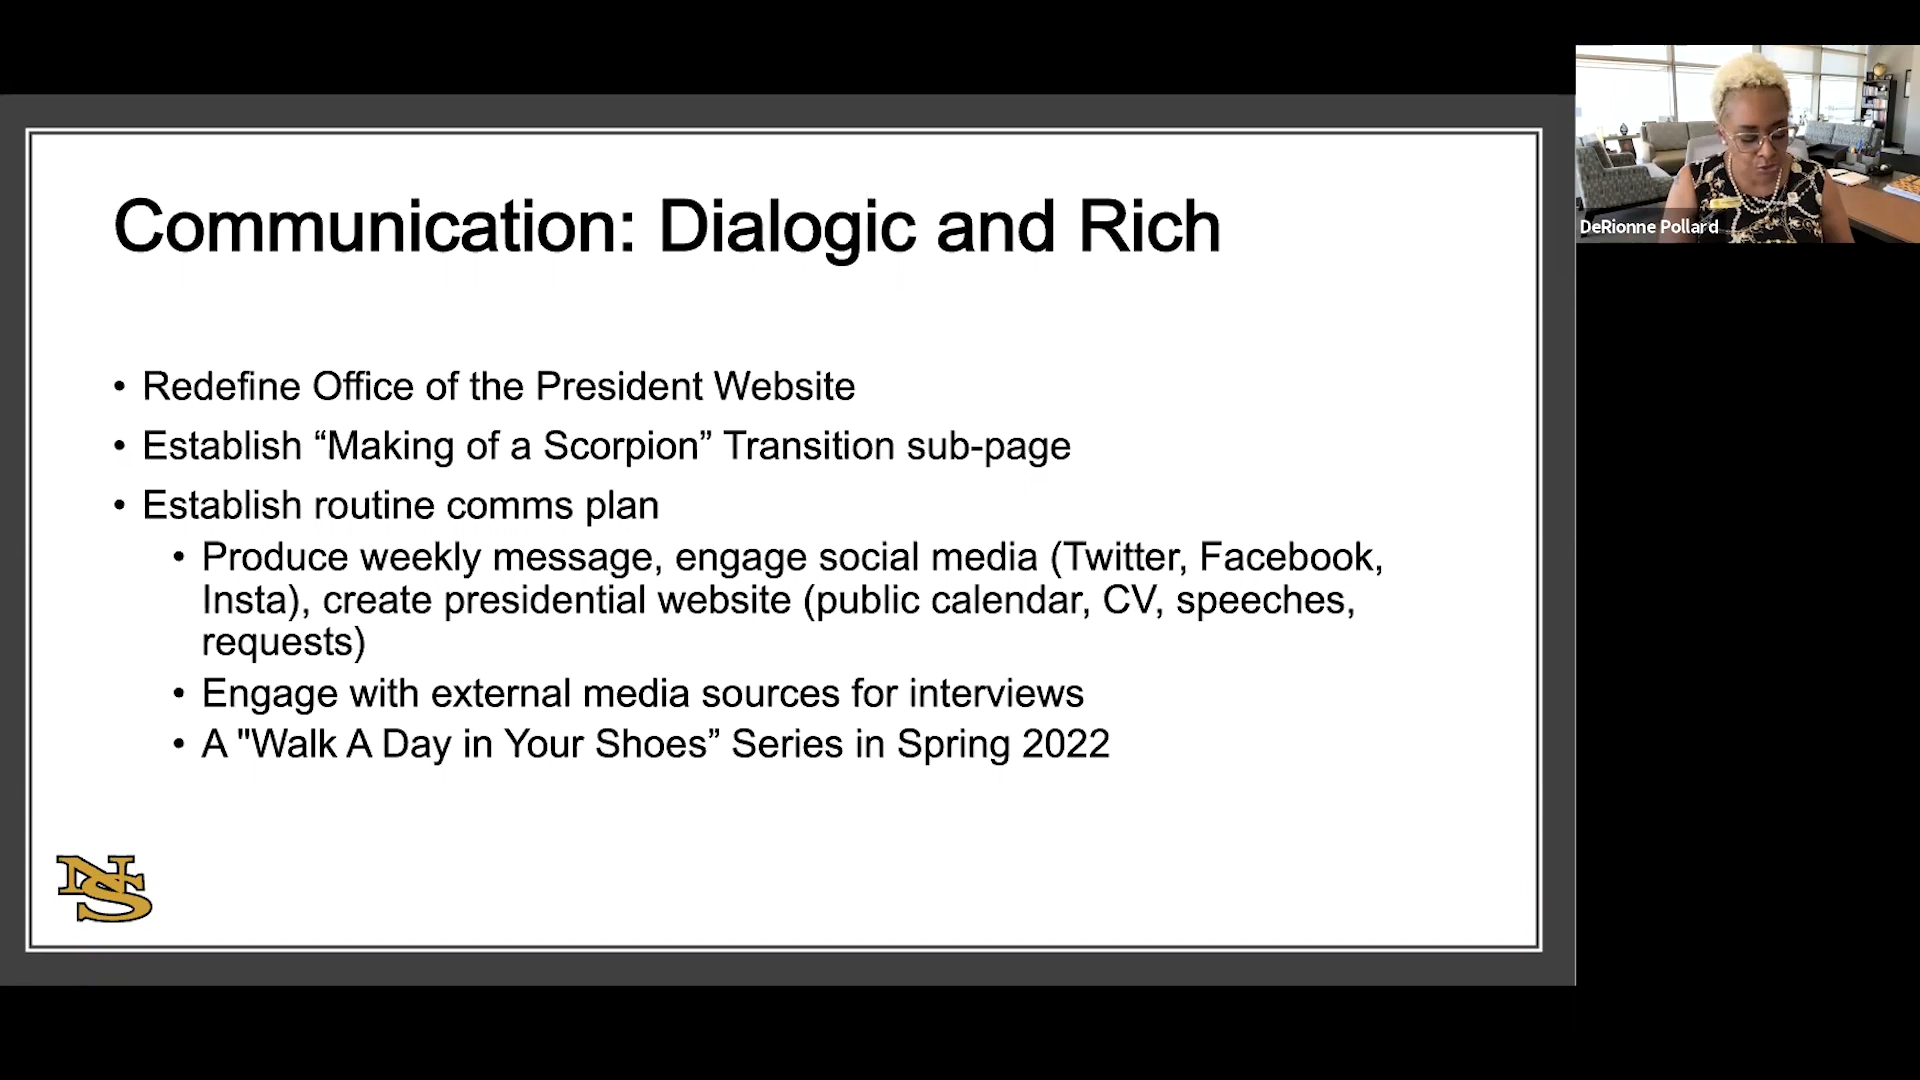 Communication: Dialogic and Rich
• Redefine Office of the President Website
• Establish “Making of a Scorpion” Transition sub-page
• Establish routine comms plan
• Produce weekly message, engage social media (Twitter, Facebook,
Insta), create presidential website (public calendar, CV, speeches,
requests)
• Engage with external media sources for interviews
• A "Walk A Day in Your Shoes” Series in Spring 2022
NS
DeRionne Pollard